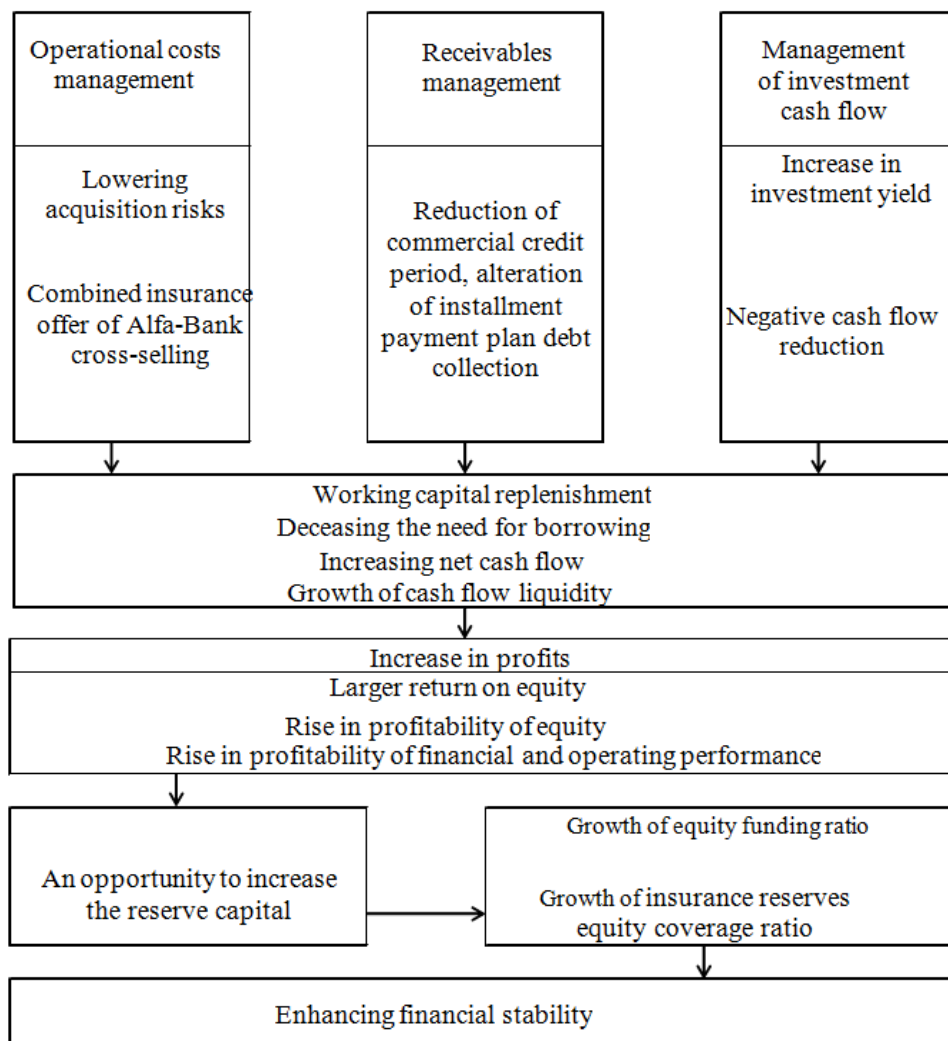 Operational costs
management
Lowering
acquisition risks
Combined insurance
offer of Alfa-Bank
cross-selling
Receivables
management
Reduction of
commercial credit
period, alteration
of installment
payment plan debt
collection
Management
of investment
cash flow
Increase in
investment yield
Negative cash flow
reduction
Working capital replenishment
Deceasing the need for borrowing
Increasing net cash flow
Growth of cash flow liquidity
Increase in profits
Larger return on equity
Rise in profitability of equity
Rise in profitability of financial and operating performance
An opportunity to increase
the reserve capital
Growth of equity funding ratio
Growth of insurance reserves
equity coverage ratio
Enhancing financial stability